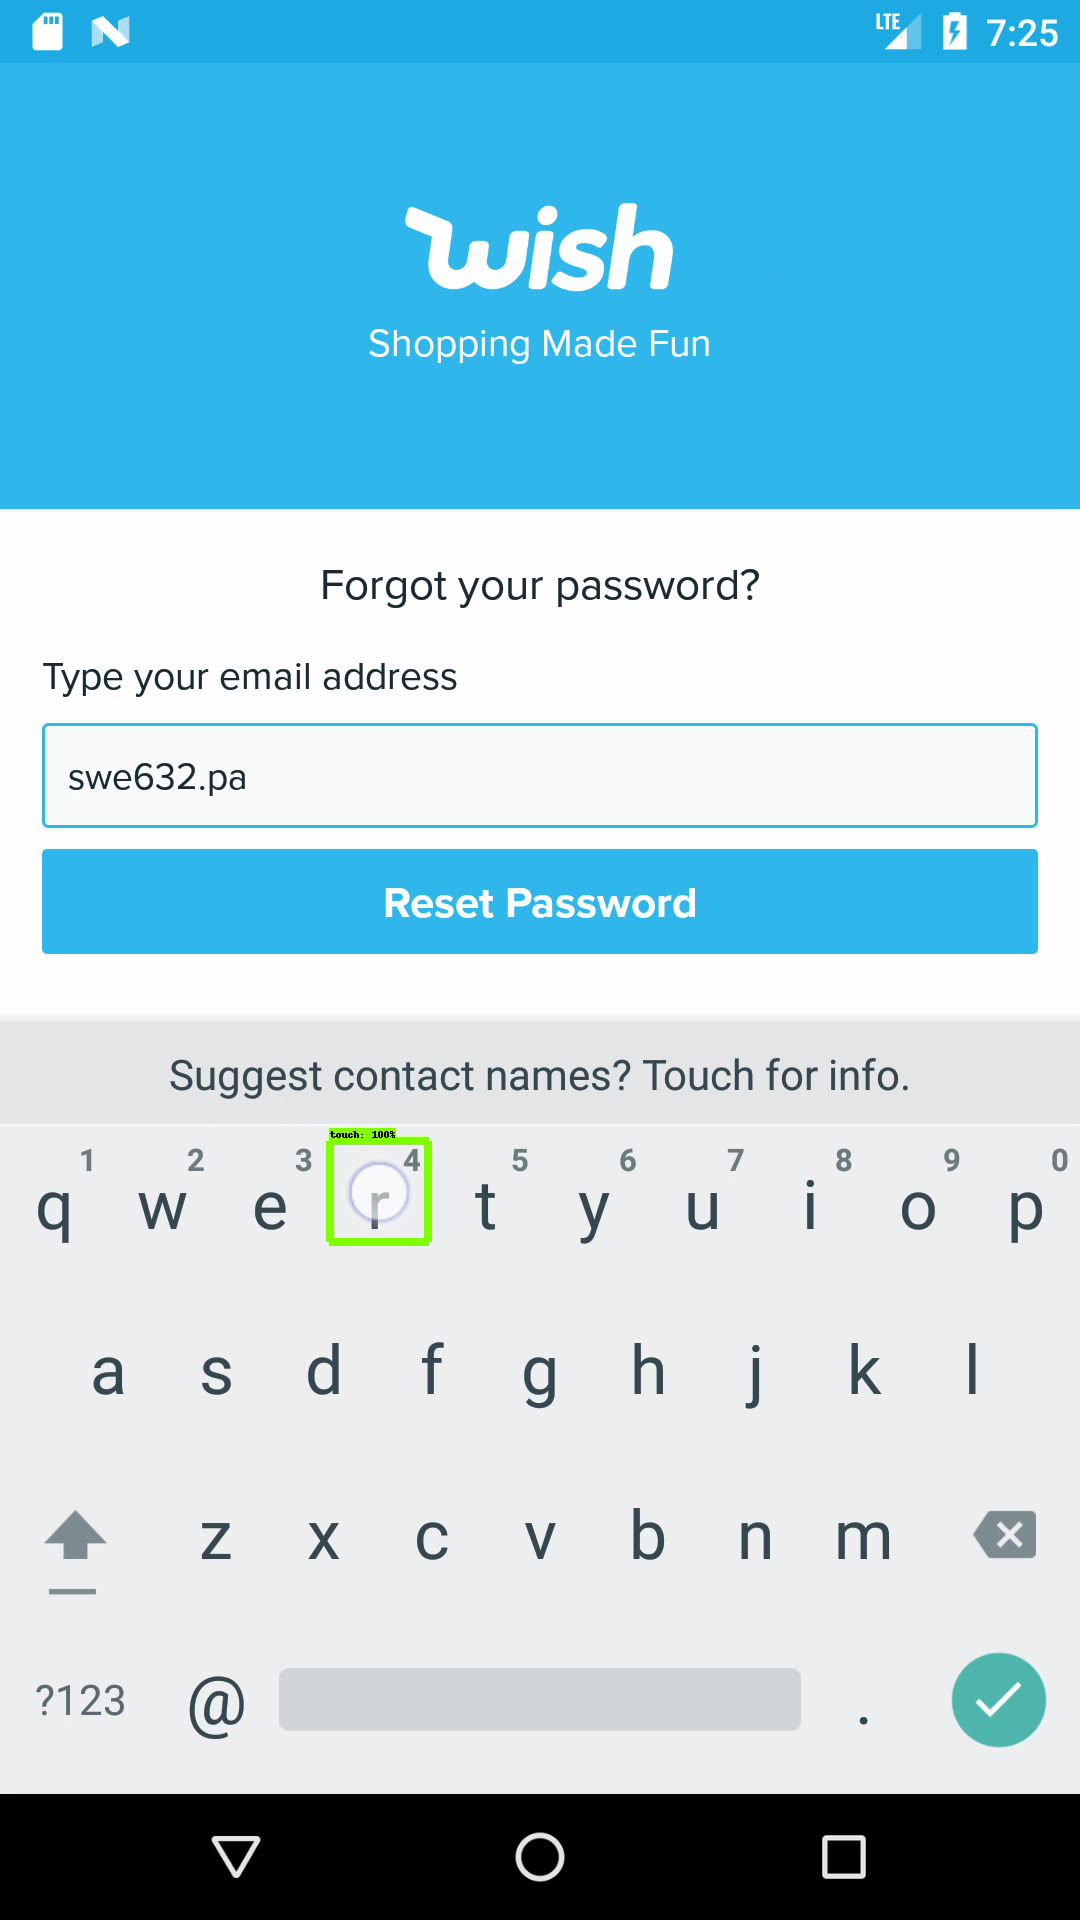 LTE 7:25
wish
Shopping Made Fun
Forgot your password?
Type your email address
swe632.pa
Reset Password
Suggest contact names? Touch for info.
touch: 100%
1 2 3 4 5 6 7 8 9 0
q w e r t y u i o p
a s d f g h j k l
z x c v b n m
?123 @ .